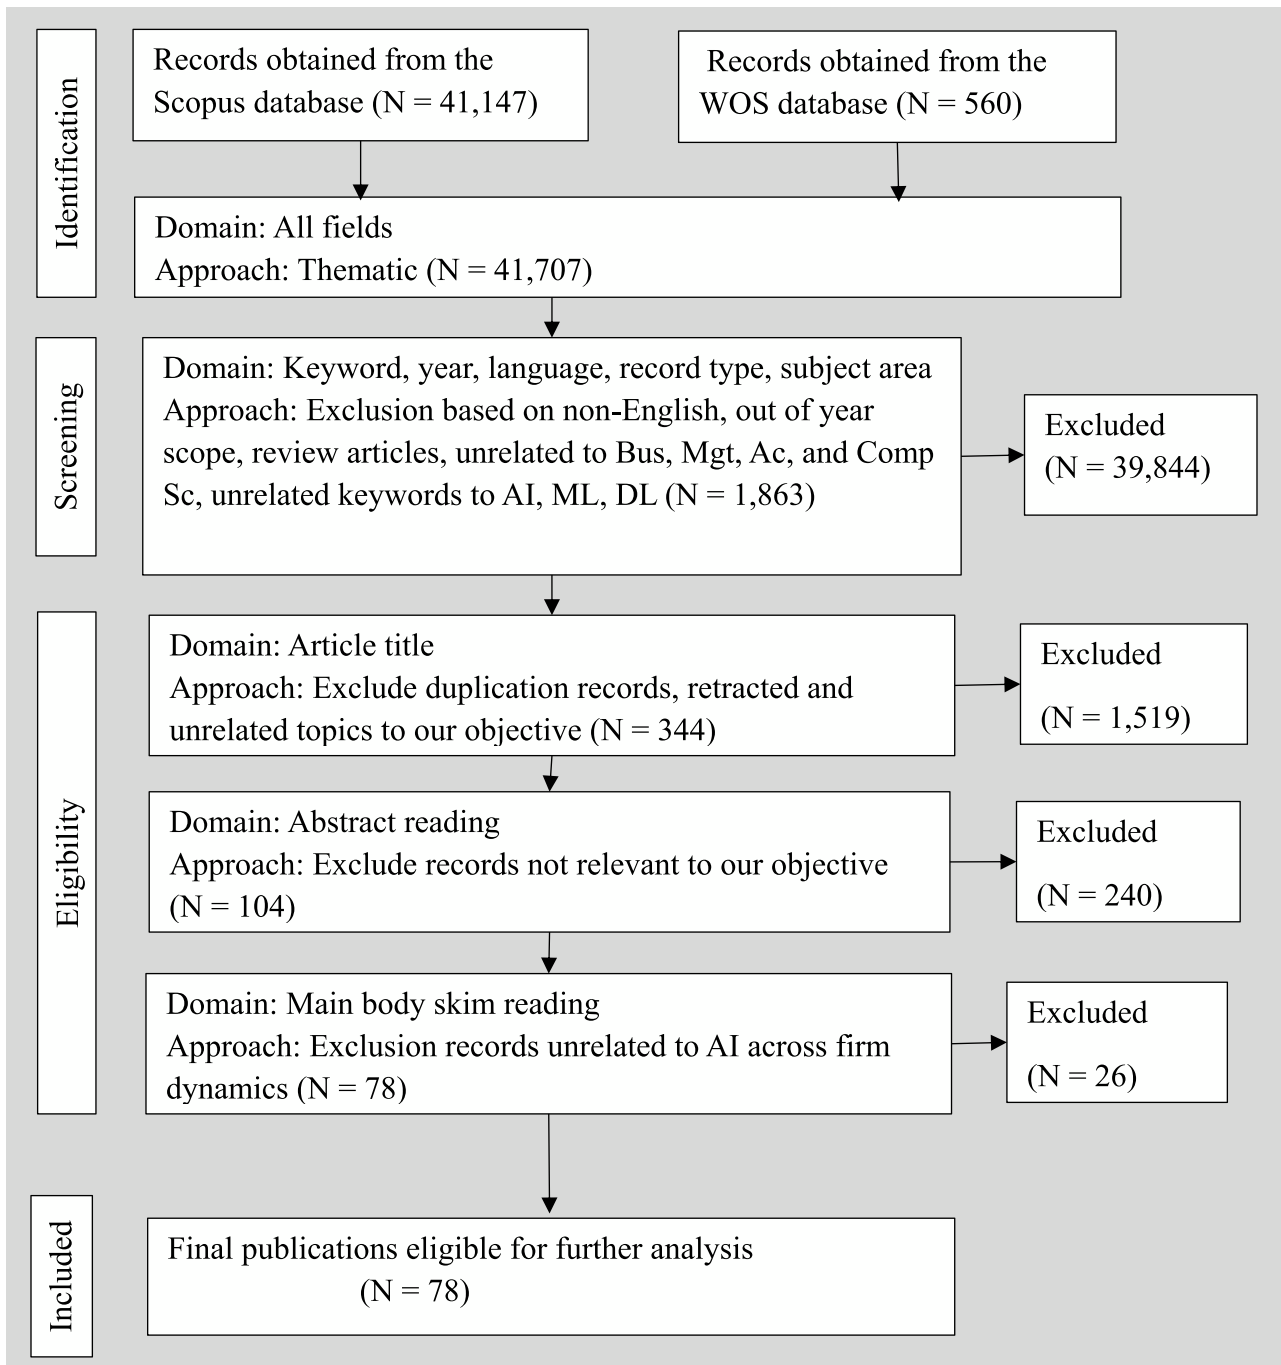 Identification
Records obtained from the
Scopus database (N = 41,147)
Records obtained from the
WOS database (N = 560)
Domain: All fields
Approach: Thematic (N = 41,707)
Screening
Domain: Keyword, year, language, record type, subject area
Approach: Exclusion based on non-English, out of year
scope, review articles, unrelated to Bus, Mgt, Ac, and Comp
Sc, unrelated keywords to AI, ML, DL (N = 1,863)
Excluded
(N = 39,844)
Eligibility
Domain: Article title
Approach: Exclude duplication records, retracted and
unrelated topics to our objective (N = 344)
Excluded
(N = 1,519)
Domain: Abstract reading
Approach: Exclude records not relevant to our objective
(N = 104)
Excluded
(N = 240)
Domain: Main body skim reading
Approach: Exclusion records unrelated to AI across firm
dynamics (N = 78)
Excluded
(N = 26)
Included
Final publications eligible for further analysis
(N = 78)